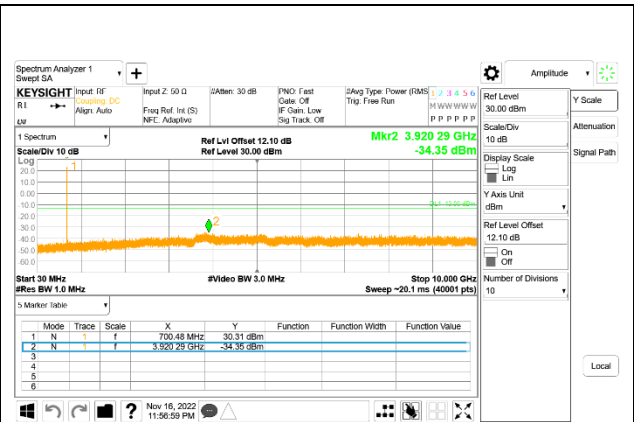 Spectrum Analyzer 1
Swept SA
Amplitude
KEYSIGHT Input: RF Input Z: 50 Ω #Atten: 30 dB PNO: Fast #Avg Type: Power (RMS 1 2 3 4 5 6
RL Coupling: DC Gate: Off Trig: Free Run M W W W W W
Align: Auto Freq Ref: Int (S) IF Gain: Low
NFE: Adaptive Sig Track: Off P P P P P P
1 Spectrum
Ref Lvl Offset 12.10 dB
Mkr2 3.920 29 GHz
Scale/Div 10 dB Ref Level 30.00 dBm -34.35 dBm
Log
1
20.0
10.0
0.00
-10.0
-20.0
2
-30.0
-40.0
-50.0
-60.0
Start 30 MHz #Video BW 3.0 MHz Stop 10.000 GHz
#Res BW 1.0 MHz Sweep ~20.1 ms (40001 pts)
5 Marker Table
Mode Trace Scale X Y Function Function Width Function Value
1 N 1 f 700.48 MHz 30.31 dBm
2 N 1 f 3.920 29 GHz -34.35 dBm
3
4
5
6
?
Nov 16, 2022
11:56:59 PM
Ref Level
30.00 dBm
Scale/Div
10 dB
Display Scale
Log
Lin
Y Axis Unit
dBm
Ref Level Offset
12.10 dB
On
Off
Number of Divisions
10
Y Scale
Attenuation
Signal Path
Local